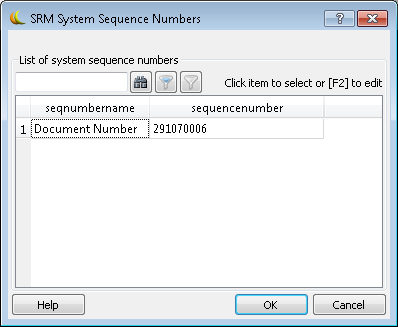 SRM System Sequence Numbers
List of system sequence numbers
Click item to select or [F2] to edit
seqnumbername sequencenumber
1 Document Number 291070006
Help OK Cancel